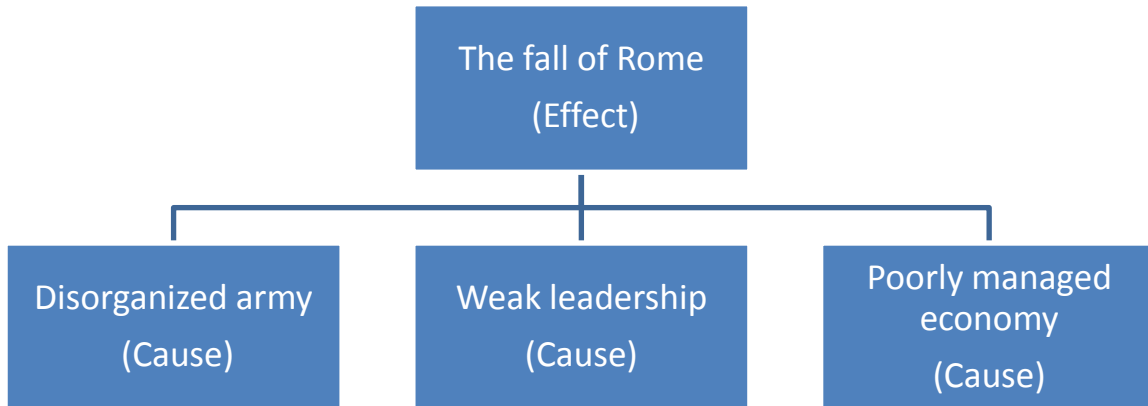 The fall of Rome
(Effect)
Disorganized army
(Cause)
Weak leadership
(Cause)
Poorly managed
economy
(Cause)